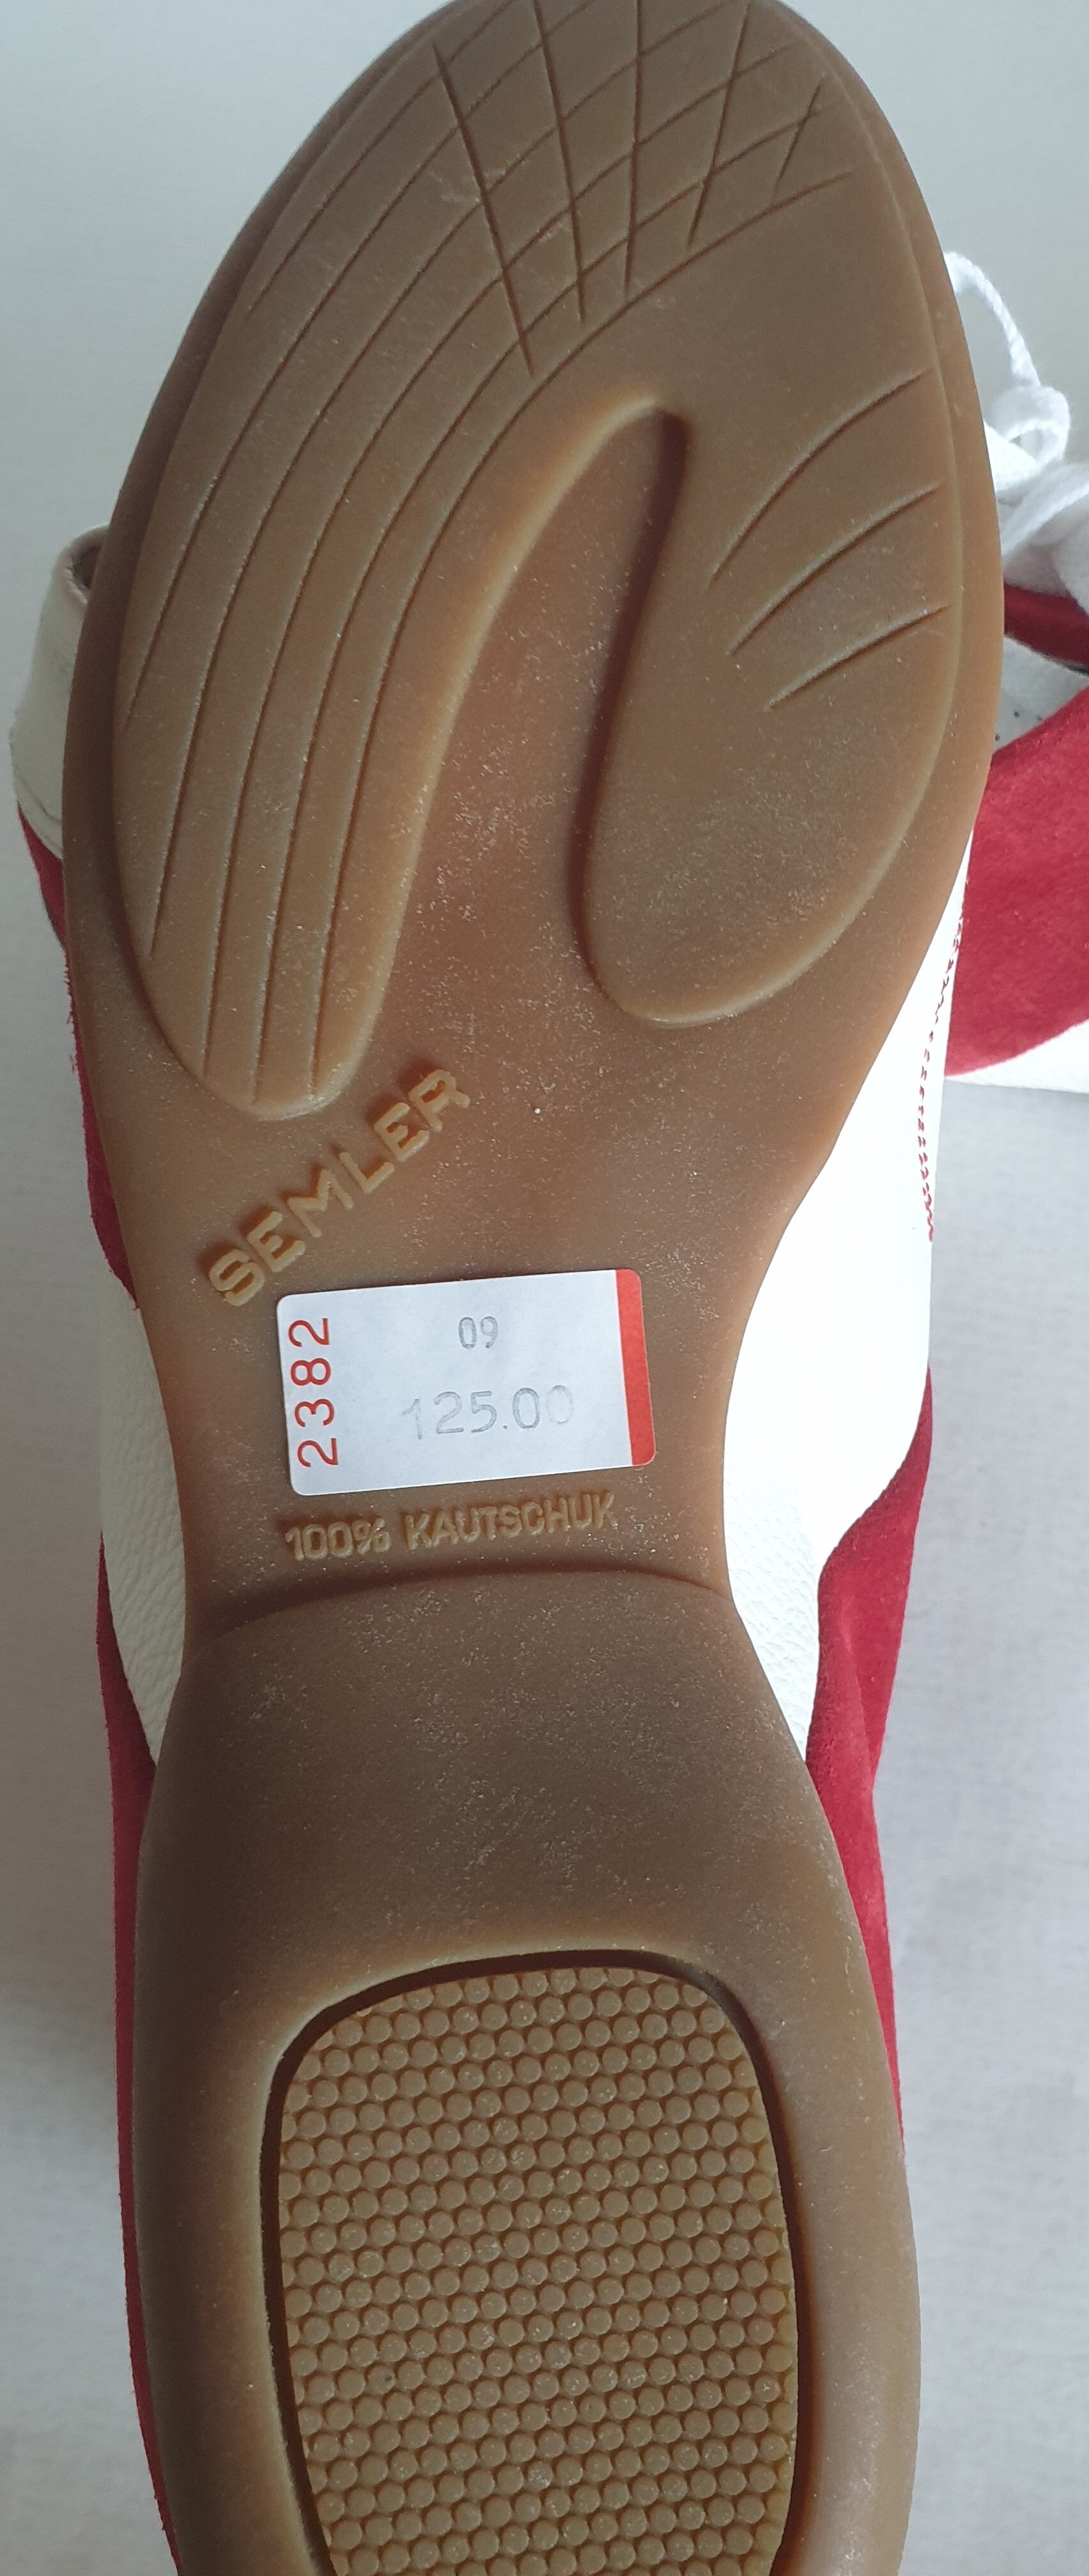 SEMLER
2382
09
125.00
100% KAUTSCHUK